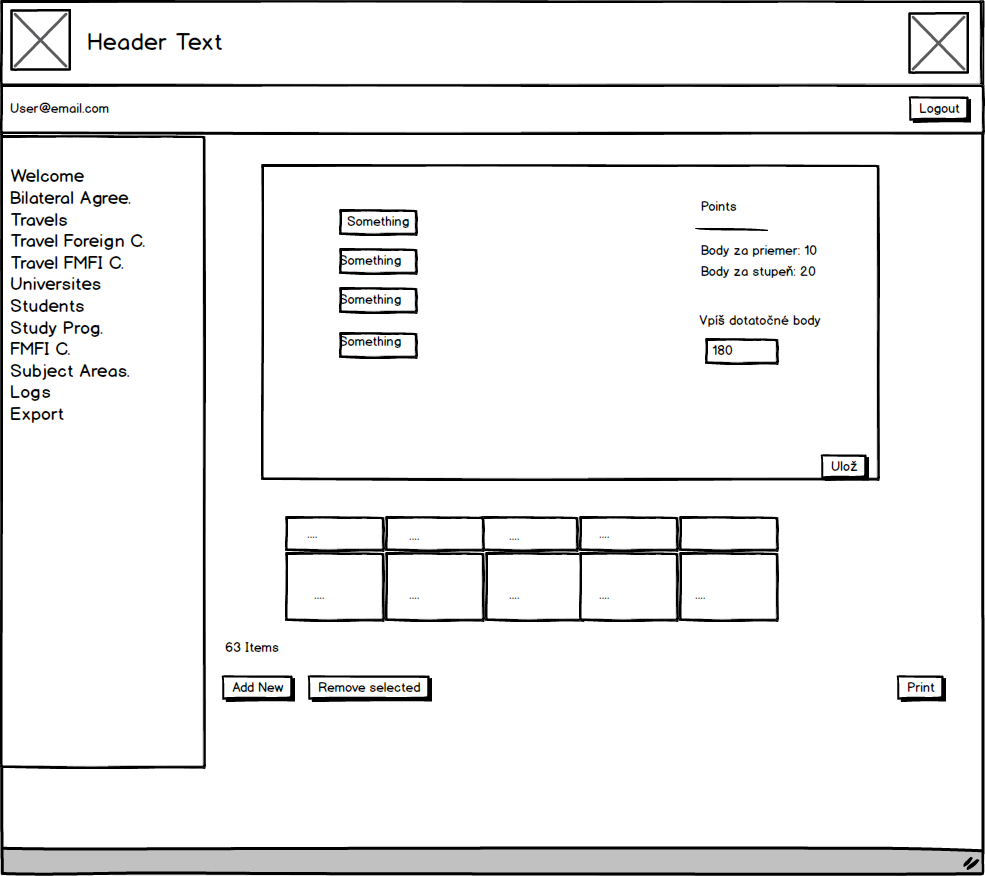 Header Text
User@email.com
Logout
Welcome
Bilateral Agree.
Travels
Travel Foreign C.
Travel FMFI C.
Universites
Students
Study Prog.
FMFI C.
Subject Areas.
Logs
Export
Something
Something
Something
Something
Points
Body za priemer: 10
Body za stupeň: 20
Vpíš dotatočné body
180
Ulož
.... .... .... ....
.... .... .... .... ....
63 Items
Add New
Remove selected
Print